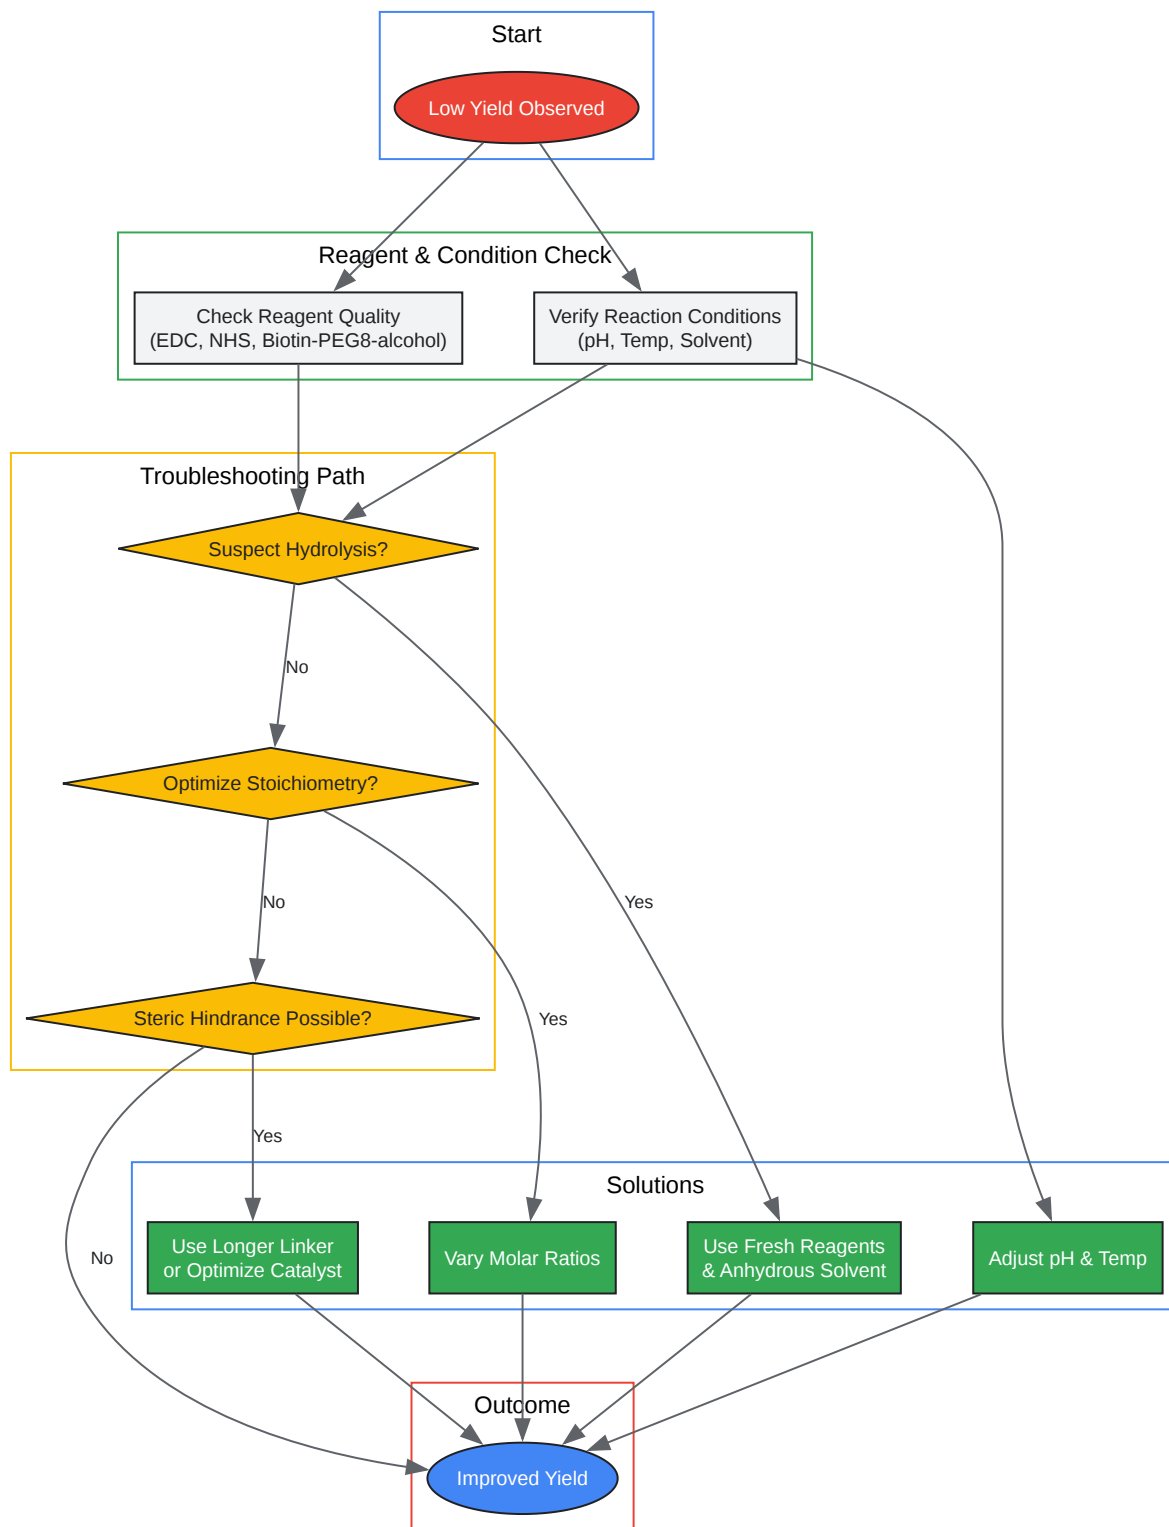 Start
Low Yield Observed
Reagent & Condition Check
Check Reagent Quality
(EDC, NHS, Biotin-PEG8-alcohol)
Verify Reaction Conditions
(pH, Temp, Solvent)
Troubleshooting Path
Suspect Hydrolysis?
No
Optimize Stoichiometry?
No
Yes
Steric Hindrance Possible?
Yes
Yes
No
Solutions
Use Longer Linker
or Optimize Catalyst
Vary Molar Ratios
Use Fresh Reagents
& Anhydrous Solvent
Adjust pH & Temp
Outcome
Improved Yield